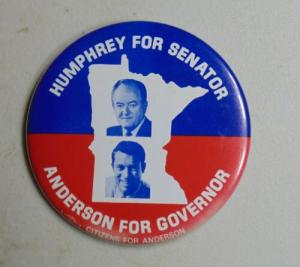 HUMPHREY FOR SENATOR
ANDERSON FOR GOVERNOR
CITIZENS FOR ANDERSON